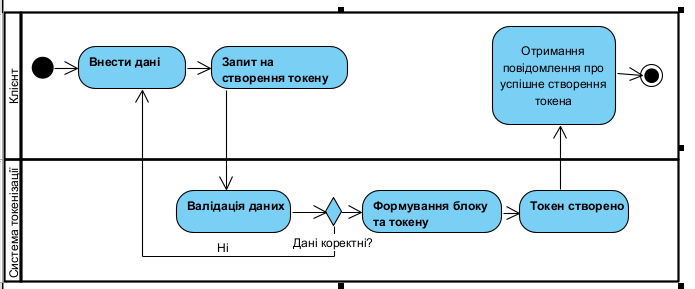 Клієнт
Внести дані
Запит на
створення токену
Отримання
повідомлення про
успішне створення
токена
Система токенізації
Валідація даних
Дані коректні?
Ні
Формування блоку
та токену
Токен створено